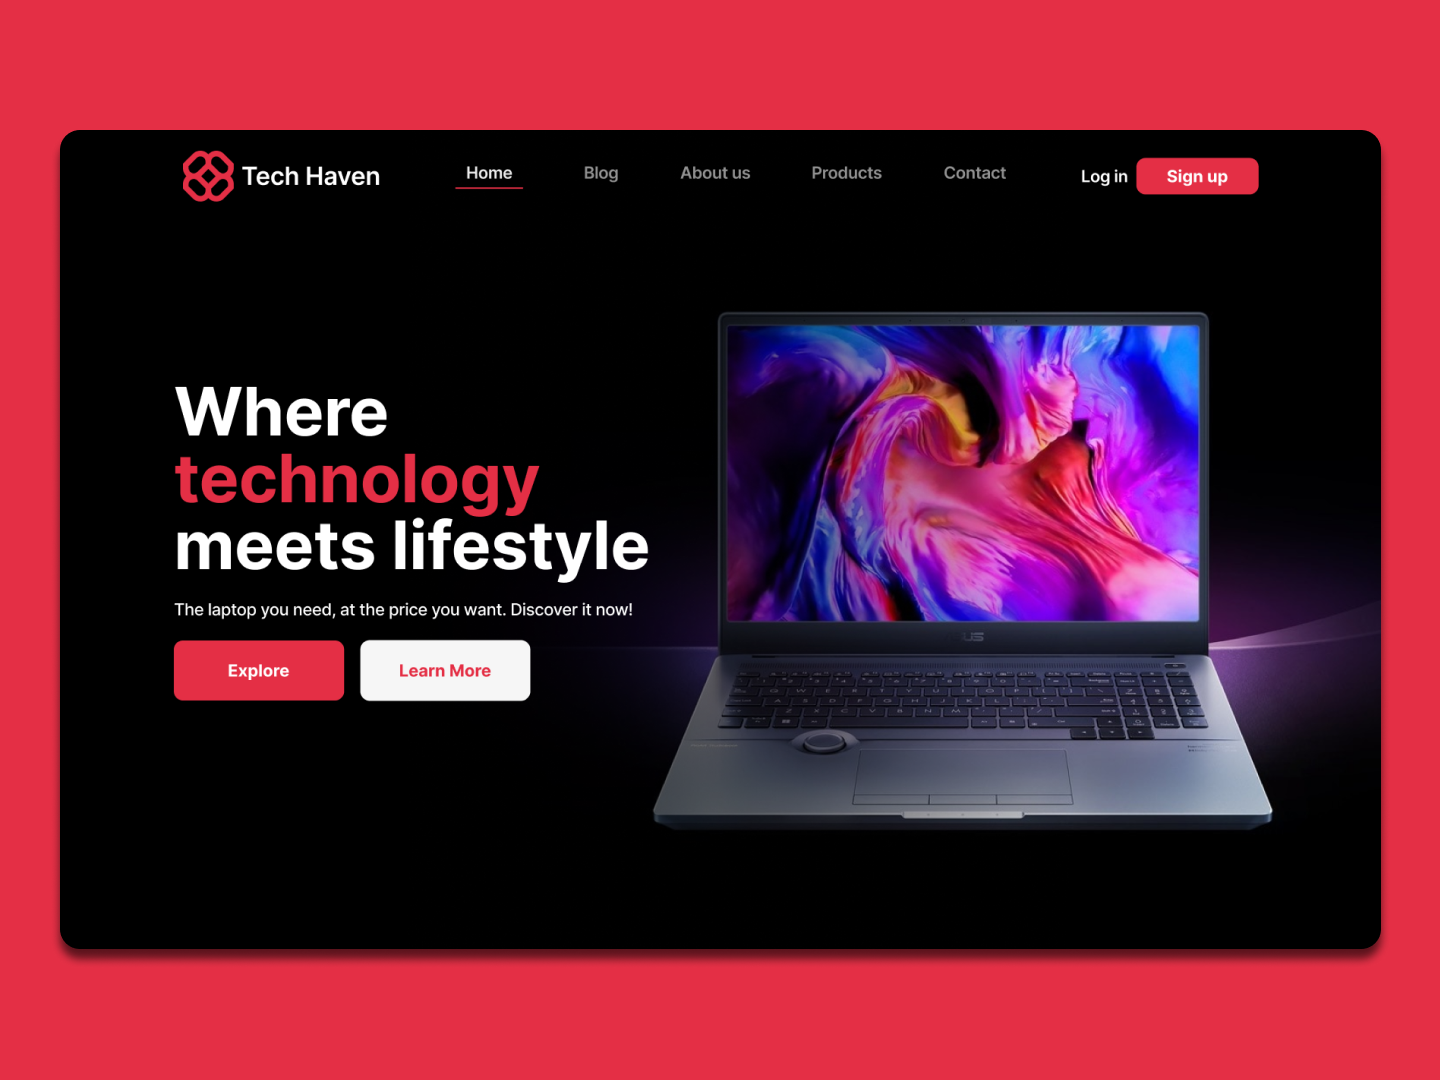 Tech Haven
Home
Blog
About us
Products
Contact
Log in
Sign up
Where
technology
meets lifestyle
The laptop you need, at the price you want. Discover it now!
Explore
Learn More